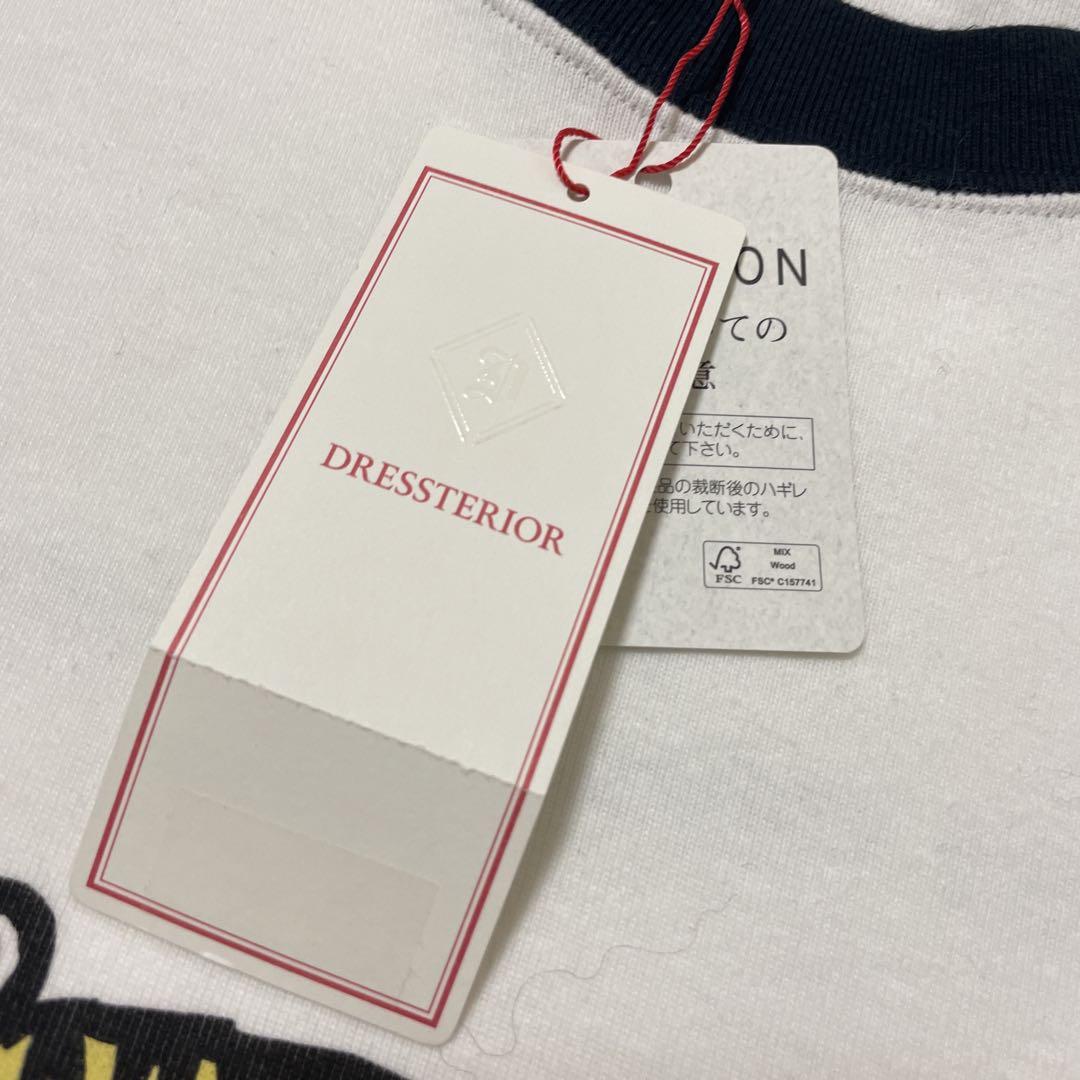 DRESSTERIOR
ON
ての
意
いただくために、
て下さい。
品の裁断後のハギレ
使用しています。
FSC
MIX
Wood
FSC® C157741